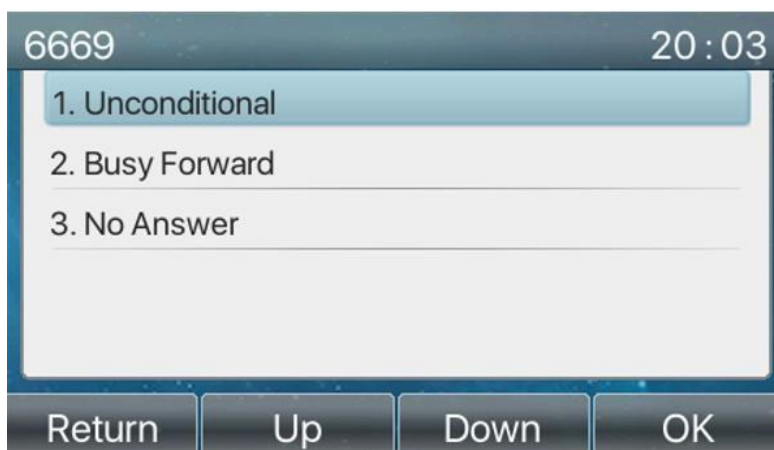 6669 20:03
1. Unconditional
2. Busy Forward
3. No Answer
Return Up Down OK